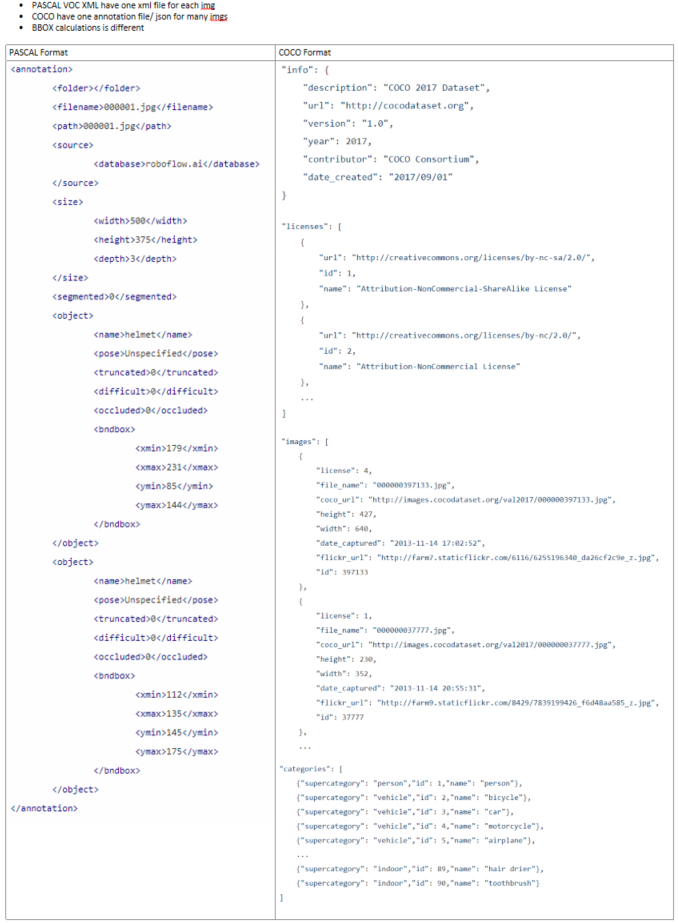 • PASCAL VOC XML have one xml file for each img
• COCO have one annotation file/ json for many imgs
• BBOX calculations is different
PASCAL Format
<annotation>
<folder></folder>
<filename>000001.jpg</filename>
<path>000001.jpg</path>
<source>
<database>roboflow.ai</database>
</source>
<size>
<width>500</width>
<height>375</height>
<depth>3</depth>
</size>
<segmented>0</segmented>
<object>
<name>helmet</name>
<pose>Unspecified</pose>
<truncated>0</truncated>
<difficult>0</difficult>
<occluded>0</occluded>
<bndbox>
<xmin>179</xmin>
<xmax>231</xmax>
<ymin>85</ymin>
<ymax>144</ymax>
</bndbox>
</object>
<object>
<name>helmet</name>
<pose>Unspecified</pose>
<truncated>0</truncated>
<difficult>0</difficult>
<occluded>0</occluded>
<bndbox>
<xmin>112</xmin>
<xmax>135</xmax>
<ymin>145</ymin>
<ymax>175</ymax>
</bndbox>
</object>
</annotation>
COCO Format
"info": {
"description": "COCO 2017 Dataset",
"url": "http://cocodataset.org",
"version": "1.0",
"year": 2017,
"contributor": "COCO Consortium",
"date_created": "2017/09/01"
}
"licenses": [
{
"url": "http://creativecommons.org/licenses/by-nc-sa/2.0/",
"id": 1,
"name": "Attribution-NonCommercial-ShareAlike License"
},
{
"url": "http://creativecommons.org/licenses/by-nc/2.0/",
"id": 2,
"name": "Attribution-NonCommercial License"
},
...
]
"images": [
{
"license": 4,
"file_name": "000000397133.jpg",
"coco_url": "http://images.cocodataset.org/val2017/000000397133.jpg",
"height": 427,
"width": 640,
"date_captured": "2013-11-14 17:02:52",
"flickr_url": "http://farm7.staticflickr.com/6116/6255196340_da26cf2c9e_z.jpg",
"id": 397133
},
{
"license": 1,
"file_name": "000000037777.jpg",
"coco_url": "http://images.cocodataset.org/val2017/000000037777.jpg",
"height": 230,
"width": 352,
"date_captured": "2013-11-14 20:55:31",
"flickr_url": "http://farm9.staticflickr.com/8429/7839199426_f6d48aa585_z.jpg",
"id": 37777
},
...
"categories": [
{"supercategory": "person","id": 1,"name": "person"},
{"supercategory": "vehicle","id": 2,"name": "bicycle"},
{"supercategory": "vehicle","id": 3,"name": "car"},
{"supercategory": "vehicle","id": 4,"name": "motorcycle"},
{"supercategory": "vehicle","id": 5,"name": "airplane"},
...
{"supercategory": "indoor","id": 89,"name": "hair drier"},
{"supercategory": "indoor","id": 90,"name": "toothbrush"}
]